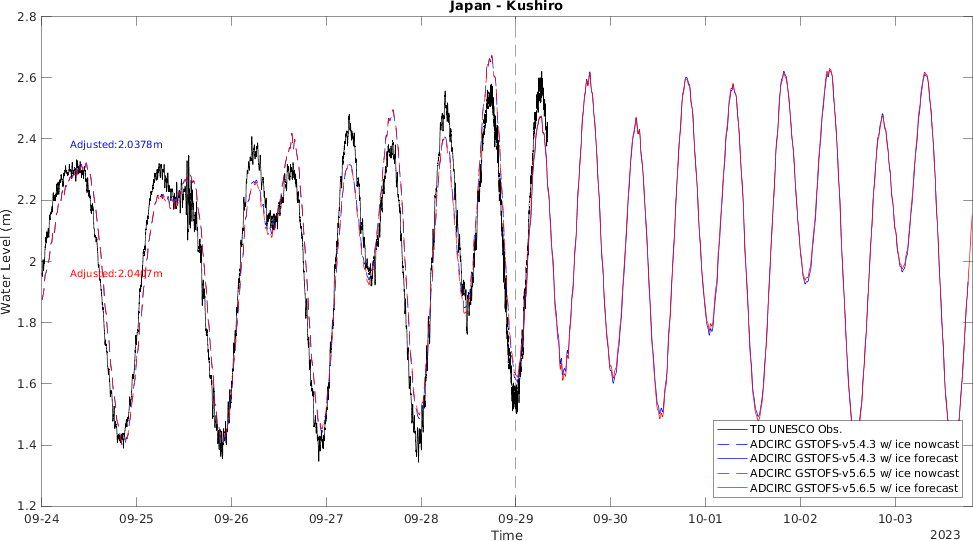 Japan - Kushiro
2.8
2.6
2.4
2.2
2
1.8
1.6
1.4
1.2
Water Level (m)
Adjusted:2.0378m
Adjusted:2.0407m
TD UNESCO Obs.
ADCIRC GSTOFS-v5.4.3 w/ ice nowcast
ADCIRC GSTOFS-v5.4.3 w/ ice forecast
ADCIRC GSTOFS-v5.6.5 w/ ice nowcast
ADCIRC GSTOFS-v5.6.5 w/ ice forecast
09-24 09-25 09-26 09-27 09-28 09-29 09-30 10-01 10-02 10-03
Time
2023